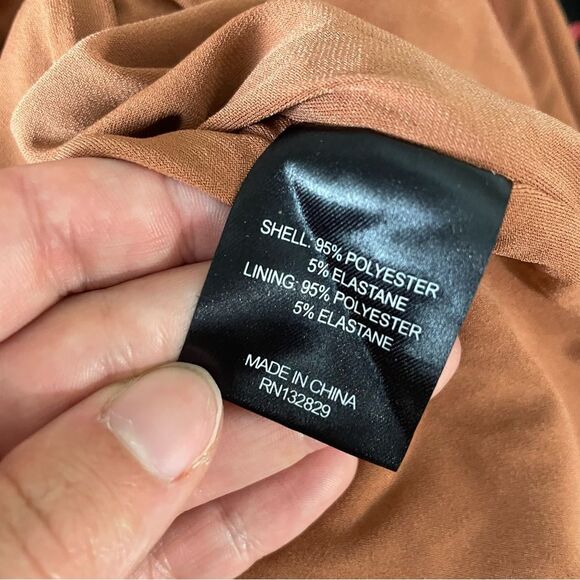 SHELL: 95% POLYESTER
5% ELASTANE
LINING: 95% POLYESTER
5% ELASTANE
MADE IN CHINA
RN132829